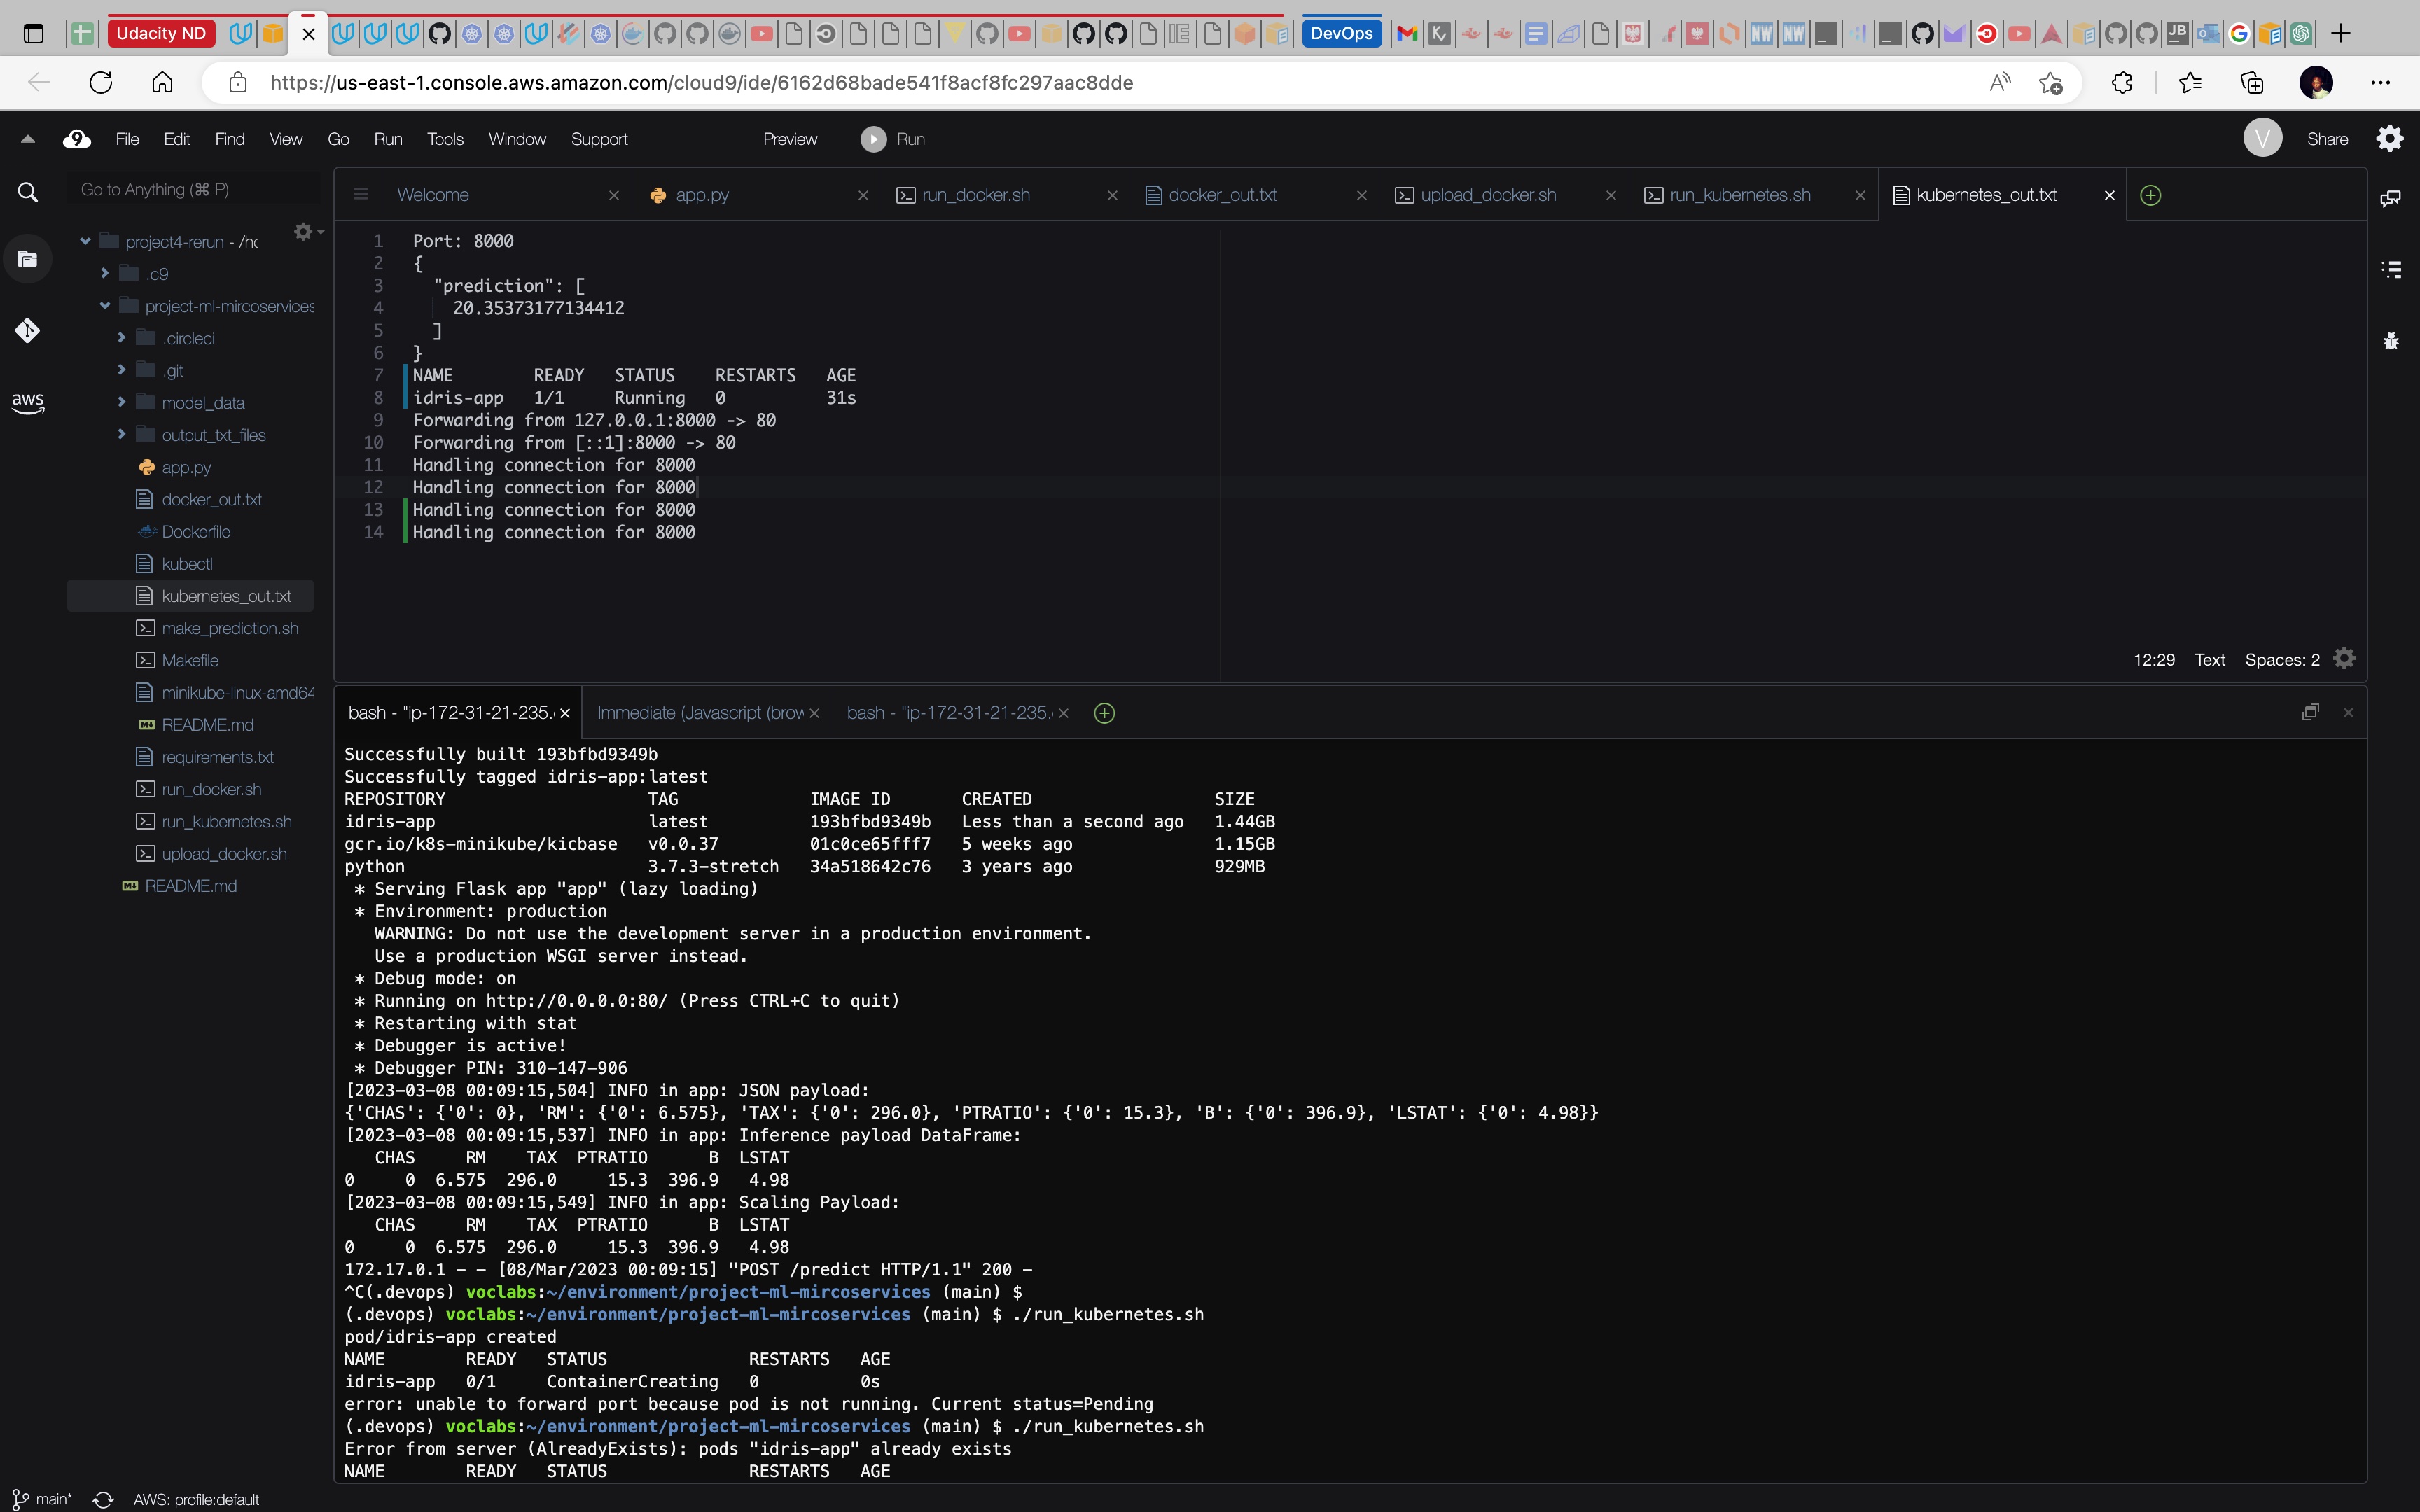 Udacity ND
DevOps
https://us-east-1.console.aws.amazon.com/cloud9/ide/6162d68bade541f8acf8fc297aac8dde
9 File Edit Find View Go Run Tools Window Support Preview Run V Share
Go to Anything (⌘ P)
Welcome app.py run_docker.sh docker_out.txt upload_docker.sh run_kubernetes.sh kubernetes_out.txt
aws
project4-rerun - /hc
.c9
project-ml-mircoservices
.circleci
.git
model_data
output_txt_files
app.py
docker_out.txt
Dockerfile
kubectl
kubernetes_out.txt
make_prediction.sh
Makefile
minikube-linux-amd64
README.md
requirements.txt
run_docker.sh
run_kubernetes.sh
upload_docker.sh
README.md
1 Port: 8000
2 {
3 "prediction": [
4 20.35373177134412
5 ]
6 }
7 NAME READY STATUS RESTARTS AGE
8 idris-app 1/1 Running 0 31s
9 Forwarding from 127.0.0.1:8000 -> 80
10 Forwarding from [::1]:8000 -> 80
11 Handling connection for 8000
12 Handling connection for 8000
13 Handling connection for 8000
14 Handling connection for 8000
12:29 Text Spaces: 2
bash - "ip-172-31-21-235. Immediate (Javascript (brow bash - "ip-172-31-21-235.
Successfully built 193bfbd9349b
Successfully tagged idris-app:latest
REPOSITORY TAG IMAGE ID CREATED SIZE
idris-app latest 193bfbd9349b Less than a second ago 1.44GB
gcr.io/k8s-minikube/kicbase v0.0.37 01c0ce65fff7 5 weeks ago 1.15GB
python 3.7.3-stretch 34a518642c76 3 years ago 929MB
* Serving Flask app "app" (lazy loading)
* Environment: production
WARNING: Do not use the development server in a production environment.
Use a production WSGI server instead.
* Debug mode: on
* Running on http://0.0.0.0:80/ (Press CTRL+C to quit)
* Restarting with stat
* Debugger is active!
* Debugger PIN: 310-147-906
[2023-03-08 00:09:15,504] INFO in app: JSON payload:
{'CHAS': {'0': 0}, 'RM': {'0': 6.575}, 'TAX': {'0': 296.0}, 'PTRATIO': {'0': 15.3}, 'B': {'0': 396.9}, 'LSTAT': {'0': 4.98}}
[2023-03-08 00:09:15,537] INFO in app: Inference payload DataFrame:
CHAS RM TAX PTRATIO B LSTAT
0 0 6.575 296.0 15.3 396.9 4.98
[2023-03-08 00:09:15,549] INFO in app: Scaling Payload:
CHAS RM TAX PTRATIO B LSTAT
0 0 6.575 296.0 15.3 396.9 4.98
172.17.0.1 - - [08/Mar/2023 00:09:15] "POST /predict HTTP/1.1" 200 -
^C(.devops) voclabs:~/environment/project-ml-mircoservices (main) $
(.devops) voclabs:~/environment/project-ml-mircoservices (main) $ ./run_kubernetes.sh
pod/idris-app created
NAME READY STATUS RESTARTS AGE
idris-app 0/1 ContainerCreating 0 0s
error: unable to forward port because pod is not running. Current status=Pending
(.devops) voclabs:~/environment/project-ml-mircoservices (main) $ ./run_kubernetes.sh
Error from server (AlreadyExists): pods "idris-app" already exists
NAME READY STATUS RESTARTS AGE
main* AWS: profile:default